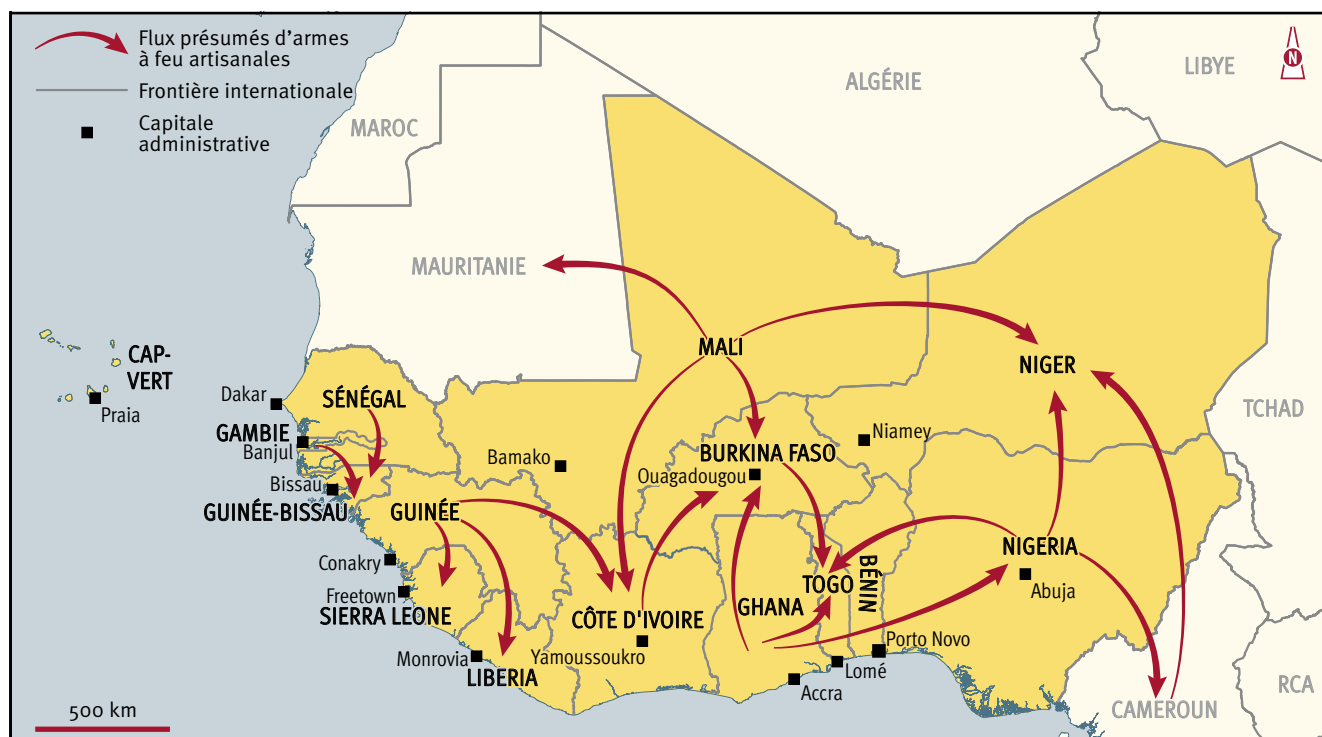 Flux présumés d'armes
à feu artisanales
Frontière internationale
Capitale
administrative
N
ALGÉRIE
LIBYE
MAROC
MAURITANIE
MALI
NIGER
TCHAD
CAP-
VERT
Praia
Dakar
SÉNÉGAL
GAMBIE
Banjul
Bissau
GUINÉE-BISSAU
Bamako
BURKINA FASO
Ouagadougou
Niamey
GUINÉE
Conakry
Freetown
SIERRA LEONE
Monrovia
LIBERIA
CÔTE D'IVOIRE
Yamoussoukro
GHANA
Accra
TOGO
Lomé
BÉNIN
Porto Novo
NIGERIA
Abuja
CAMEROUN
RCA
500 km